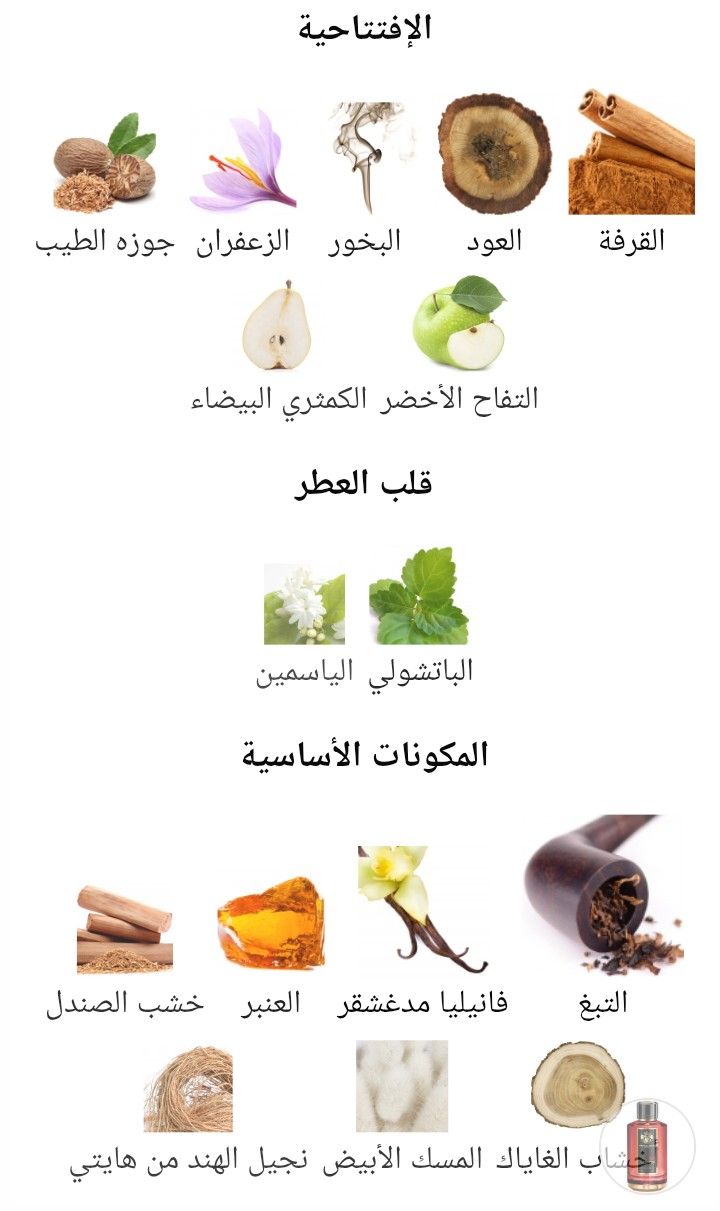 الإفتتاحية
القرفة العود البخور الزعفران جوزه الطيب
التفاح الأخضر الكمثري البيضاء
قلب العطر
الباتشولي الياسمين
المكونات الأساسية
التبغ فانيليا مدغشقر العنبر خشب الصندل
خشاب الغاياك المسك الأبيض نجيل الهند من هايتي